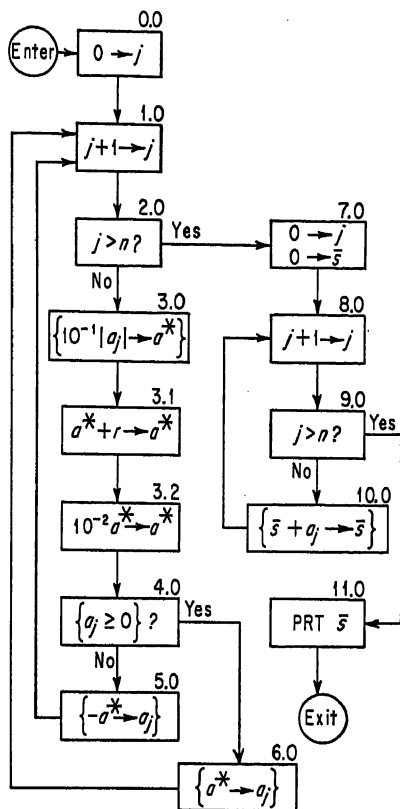 0.0
Enter
0 → j
1.0
j + 1 → j
2.0
j > n ?
Yes
No
3.0
{10⁻¹ |aⱼ| → a*}
3.1
a* + r → a*
3.2
10⁻² a* → a*
4.0
{aⱼ ≥ 0} ?
Yes
No
5.0
{-a* → aⱼ}
6.0
{a* → aⱼ}
7.0
0 → j
0 → s̄
8.0
j + 1 → j
9.0
j > n ?
Yes
No
10.0
{s̄ + aⱼ → s̄}
11.0
PRT s̄
Exit